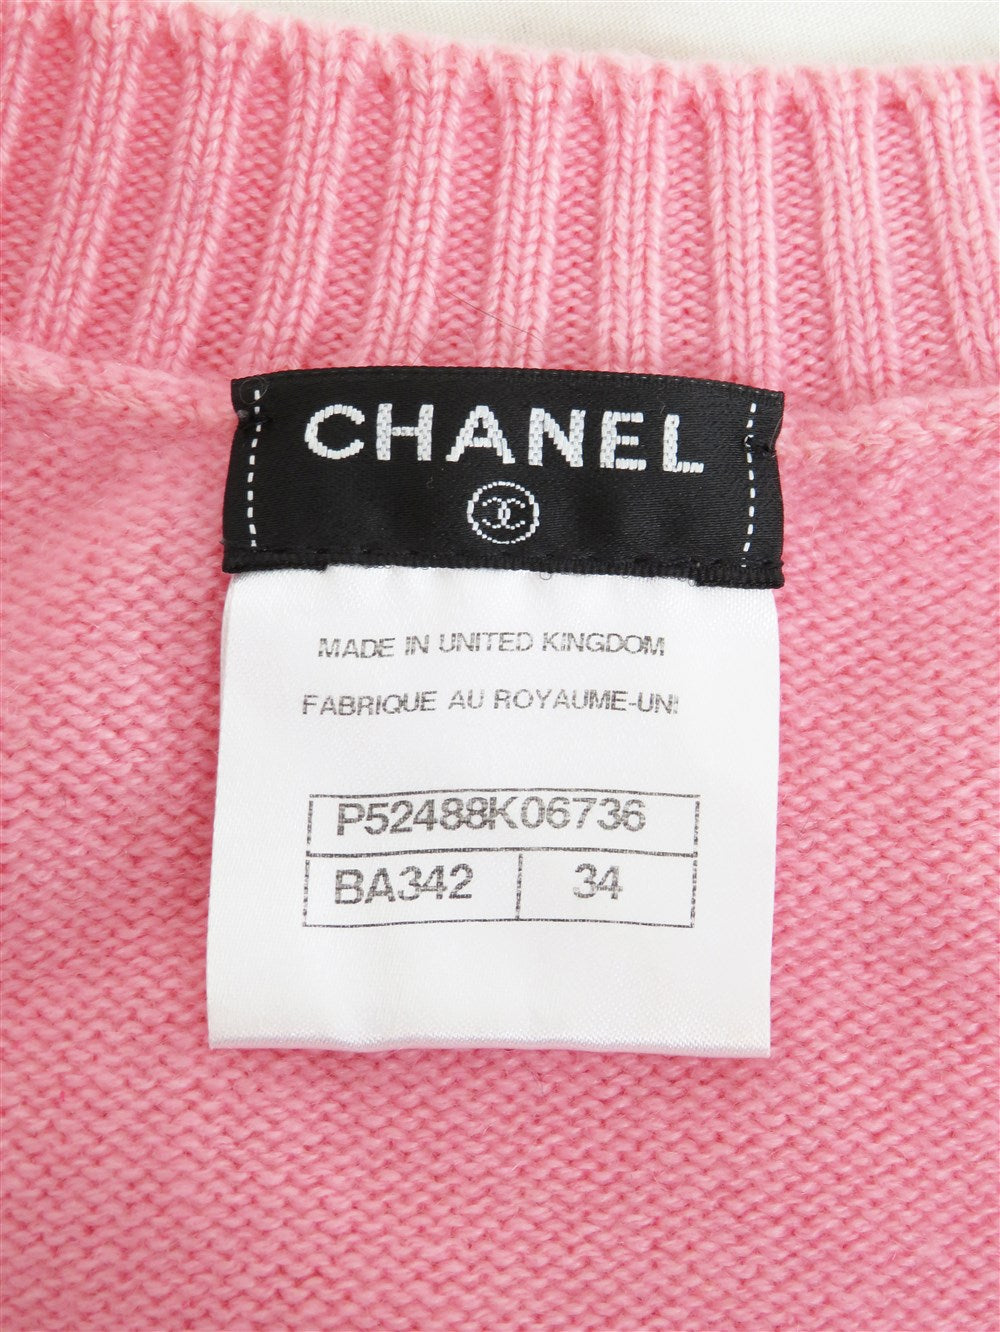 CHANEL
MADE IN UNITED KINGDOM
FABRIQUE AU ROYAUME-UNI
P52488K06736
BA342 34